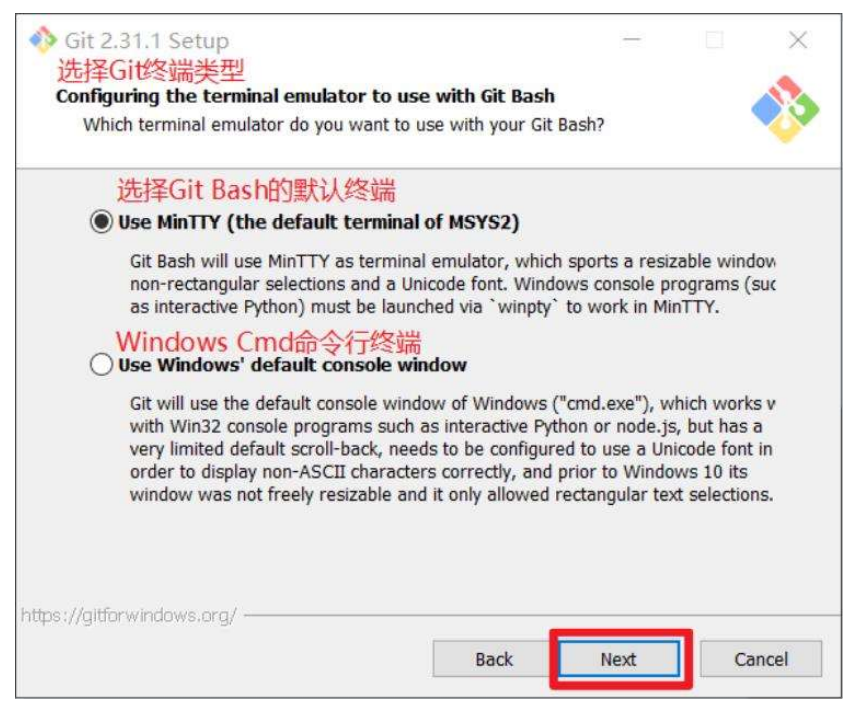 Git 2.31.1 Setup
选择Git终端类型
Configuring the terminal emulator to use with Git Bash
Which terminal emulator do you want to use with your Git Bash?
选择Git Bash的默认终端
Use MinTTY (the default terminal of MSYS2)
Git Bash will use MinTTY as terminal emulator, which sports a resizable window
non-rectangular selections and a Unicode font. Windows console programs (suc
as interactive Python) must be launched via `winpty` to work in MinTTY.
Windows Cmd命令行终端
Use Windows' default console window
Git will use the default console window of Windows ("cmd.exe"), which works w
with Win32 console programs such as interactive Python or node.js, but has a
very limited default scroll-back, needs to be configured to use a Unicode font in
order to display non-ASCII characters correctly, and prior to Windows 10 its
window was not freely resizable and it only allowed rectangular text selections.
https://gitforwindows.org/
Back Next Cancel